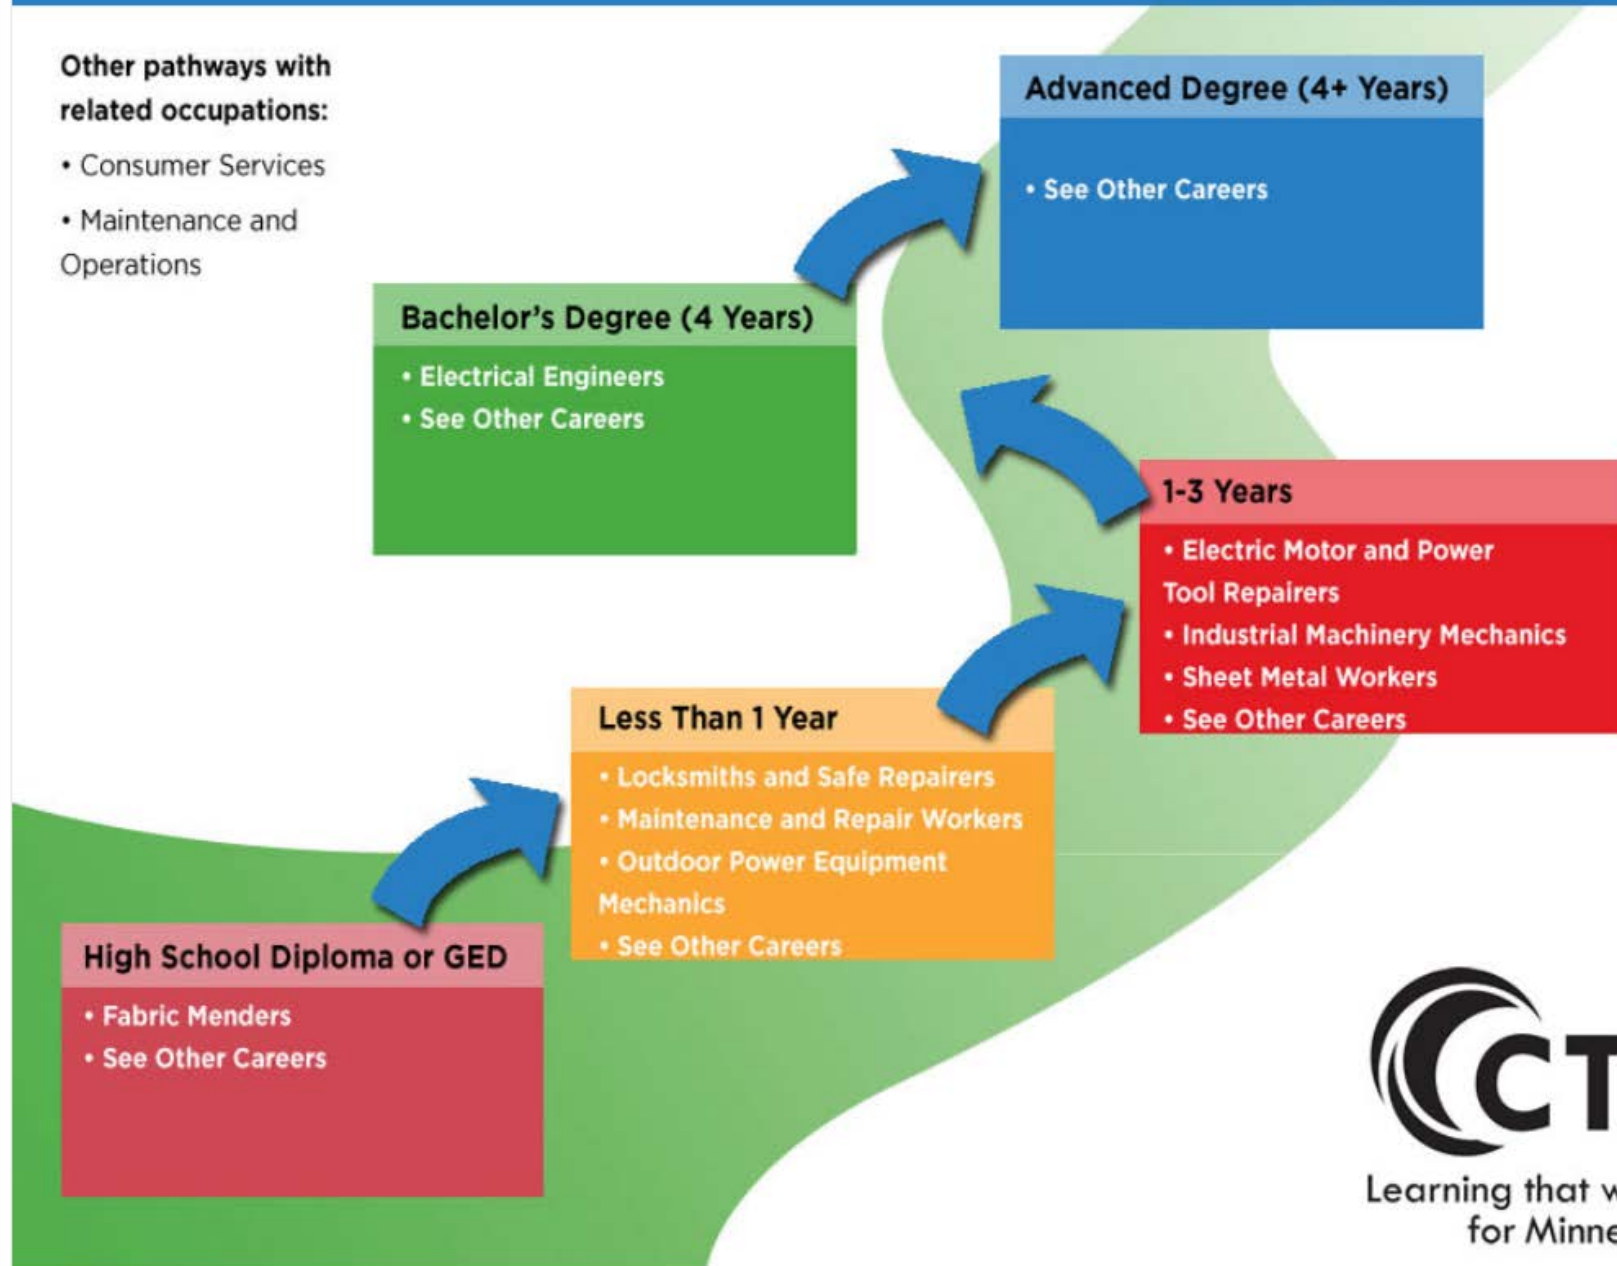 Other pathways with
related occupations:
• Consumer Services
• Maintenance and
Operations
Advanced Degree (4+ Years)
• See Other Careers
Bachelor's Degree (4 Years)
• Electrical Engineers
• See Other Careers
1-3 Years
• Electric Motor and Power
Tool Repairers
• Industrial Machinery Mechanics
• Sheet Metal Workers
• See Other Careers
Less Than 1 Year
• Locksmiths and Safe Repairers
• Maintenance and Repair Workers
• Outdoor Power Equipment
Mechanics
• See Other Careers
High School Diploma or GED
• Fabric Menders
• See Other Careers
CT
Learning that
for